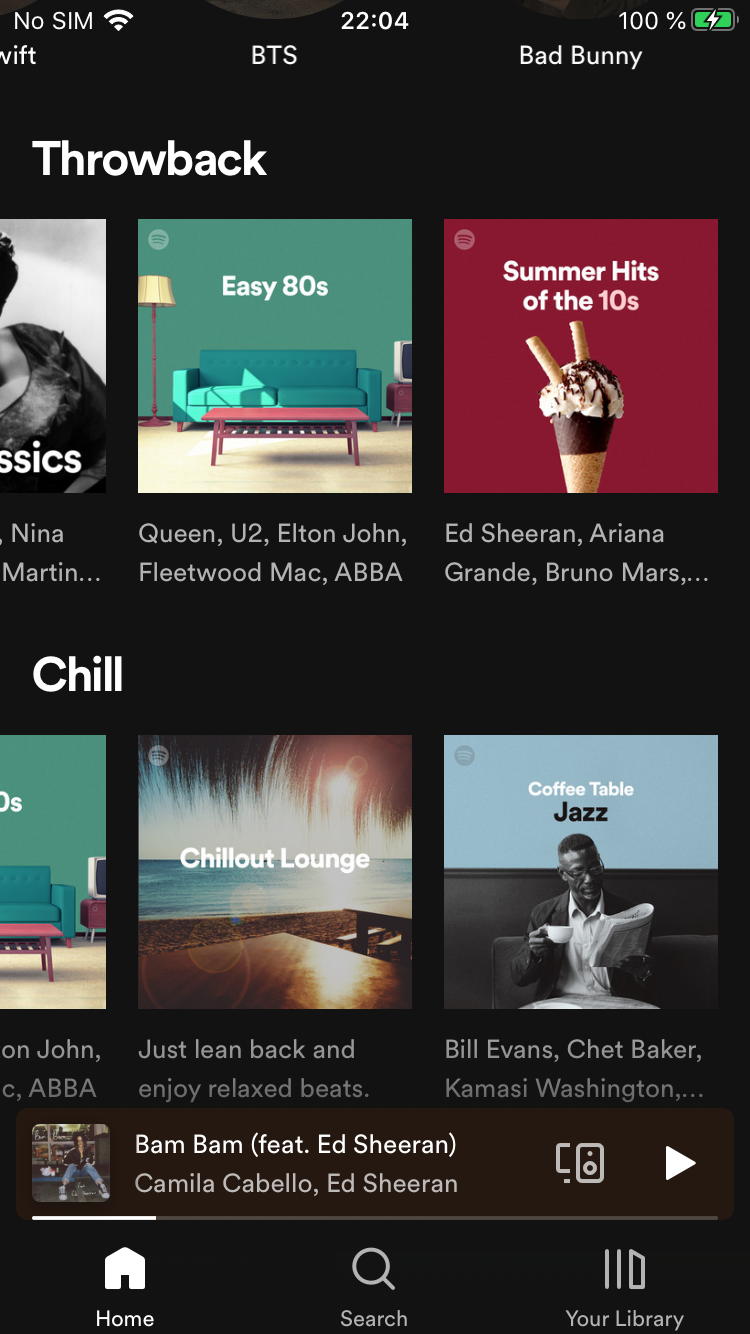 No SIM 22:04 100 %
wift
BTS
Bad Bunny
Throwback
ssics
Easy 80s
Summer Hits
of the 10s
, Nina
Martin...
Queen, U2, Elton John,
Fleetwood Mac, ABBA
Ed Sheeran, Ariana
Grande, Bruno Mars,...
Chill
0s
Chillout Lounge
Coffee Table
Jazz
on John,
c, ABBA
Just lean back and
enjoy relaxed beats.
Bill Evans, Chet Baker,
Kamasi Washington,...
Bam Bam (feat. Ed Sheeran)
Camila Cabello, Ed Sheeran
Home
Search
Your Library